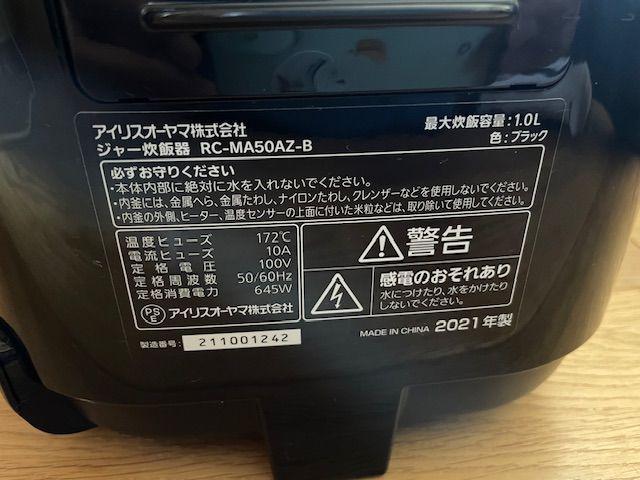 アイリスオーヤマ株式会社
ジャー炊飯器 RC-MA50AZ-B
最大炊飯容量:1.0L
色:ブラック
必ずお守りください
・本体内部に絶対に水を入れないでください。
・内釜には、金属へら、金属たわし、ナイロンたわし、クレンザーなどを使用しないでください。
・内釜の外側、ヒーター、温度センサーの上面に付いた米粒などは、取り除いて使用してください。
温度ヒューズ 172℃
電流ヒューズ 10A
定格電圧 100V
定格周波数 50/60Hz
定格消費電力 645W
PSE アイリスオーヤマ株式会社
警告
感電のおそれあり
水につけたり、水をかけたり
しないでください。
製造番号: 211001242
MADE IN CHINA 2021年製